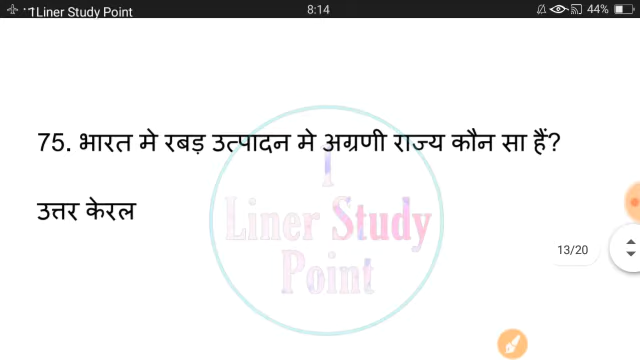 1Liner Study Point
8:14
44%
75. भारत मे रबड़ उत्पादन मे अग्रणी राज्य कौन सा हैं?
उत्तर केरल
1
Liner Study
Point
13/20